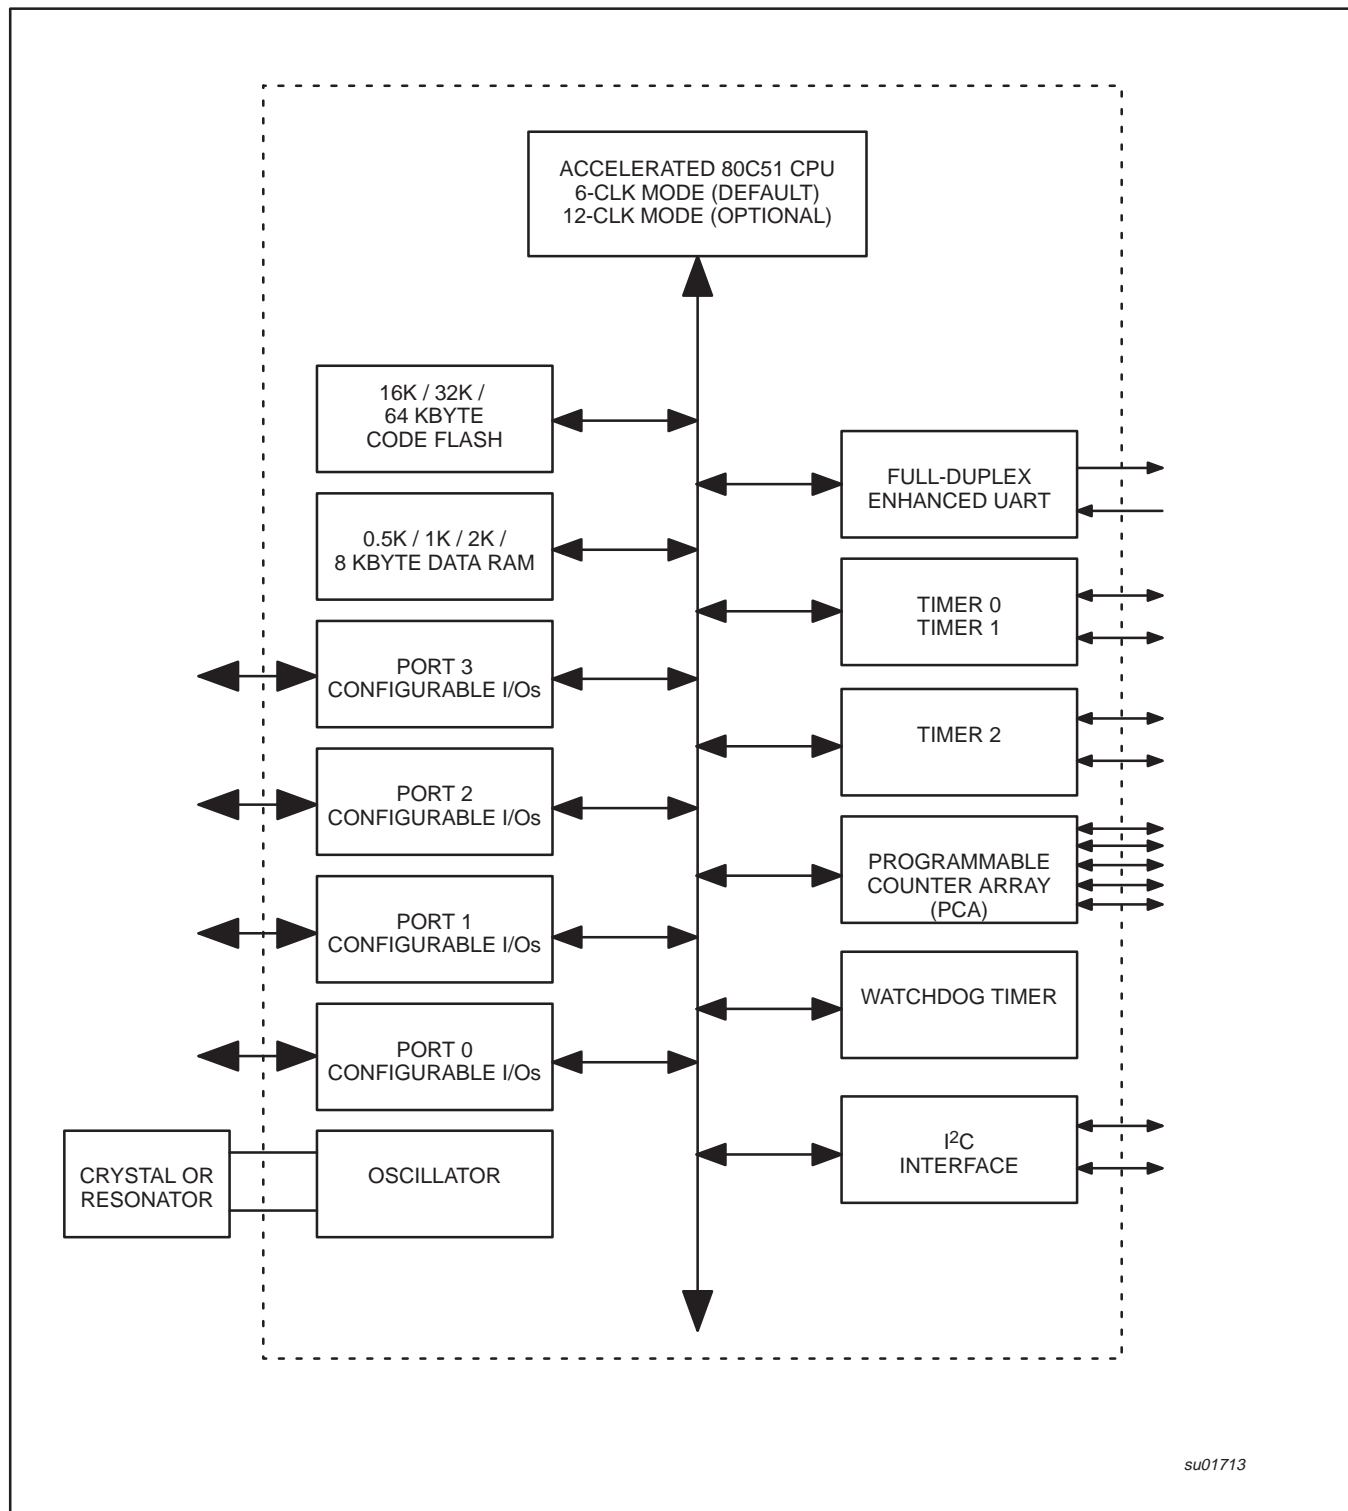 ACCELERATED 80C51 CPU
6-CLK MODE (DEFAULT)
12-CLK MODE (OPTIONAL)
16K / 32K /
64 KBYTE
CODE FLASH
0.5K / 1K / 2K /
8 KBYTE DATA RAM
PORT 3
CONFIGURABLE I/Os
PORT 2
CONFIGURABLE I/Os
PORT 1
CONFIGURABLE I/Os
PORT 0
CONFIGURABLE I/Os
CRYSTAL OR
RESONATOR
OSCILLATOR
FULL-DUPLEX
ENHANCED UART
TIMER 0
TIMER 1
TIMER 2
PROGRAMMABLE
COUNTER ARRAY
(PCA)
WATCHDOG TIMER
I²C
INTERFACE
su01713